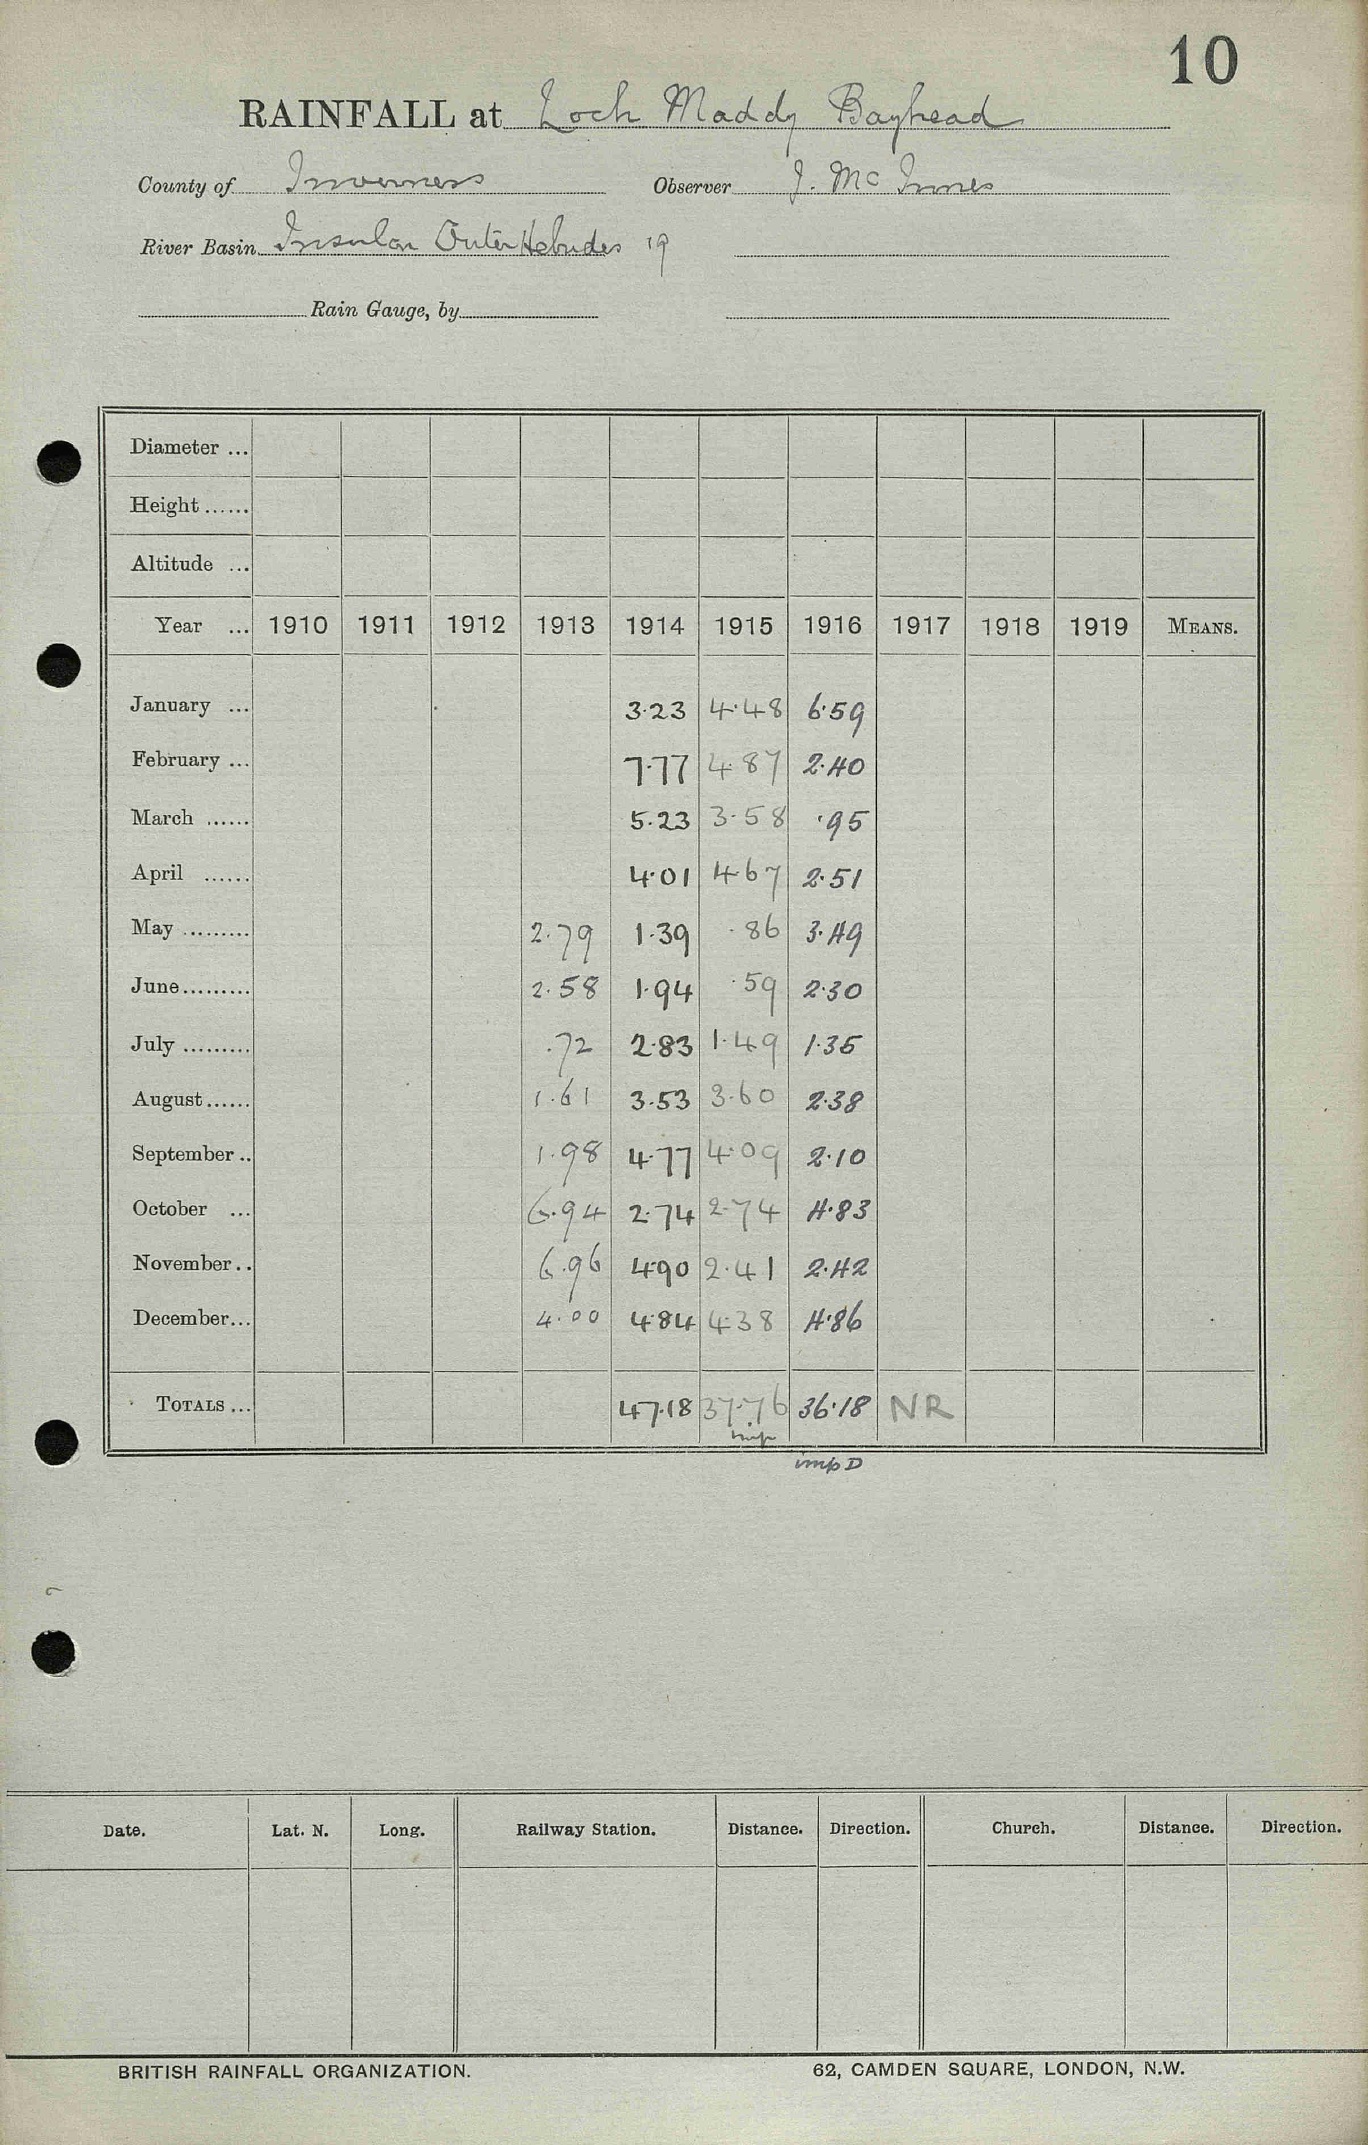 10
RAINFALL at Loch Maddy Bayhead
County of Inverness Observer J. McInnes
River Basin Insular Outer Hebrides 19
Rain Gauge, by
Diameter ...
Height ......
Altitude ...
Year ... 1910 1911 1912 1913 1914 1915 1916 1917 1918 1919 MEANS.
January ... 3.23 4.48 6.59
February ... 7.77 4.87 2.40
March ...... 5.23 3.58 .95
April ...... 4.01 4.67 2.51
May ......... 2.79 1.39 .86 3.49
June ......... 2.58 1.94 .59 2.30
July ......... .72 2.83 1.49 1.35
August ...... 1.61 3.53 3.60 2.38
September .. 1.98 4.77 4.09 2.10
October ... 6.94 2.74 2.74 4.83
November .. 6.96 4.90 2.41 2.42
December ... 4.00 4.84 4.38 4.86
TOTALS ... 47.18 37.76 36.18 NR
imp
imp D
Date. Lat. N. Long. Railway Station. Distance. Direction. Church. Distance. Direction.
BRITISH RAINFALL ORGANIZATION. 62, CAMDEN SQUARE, LONDON, N.W.